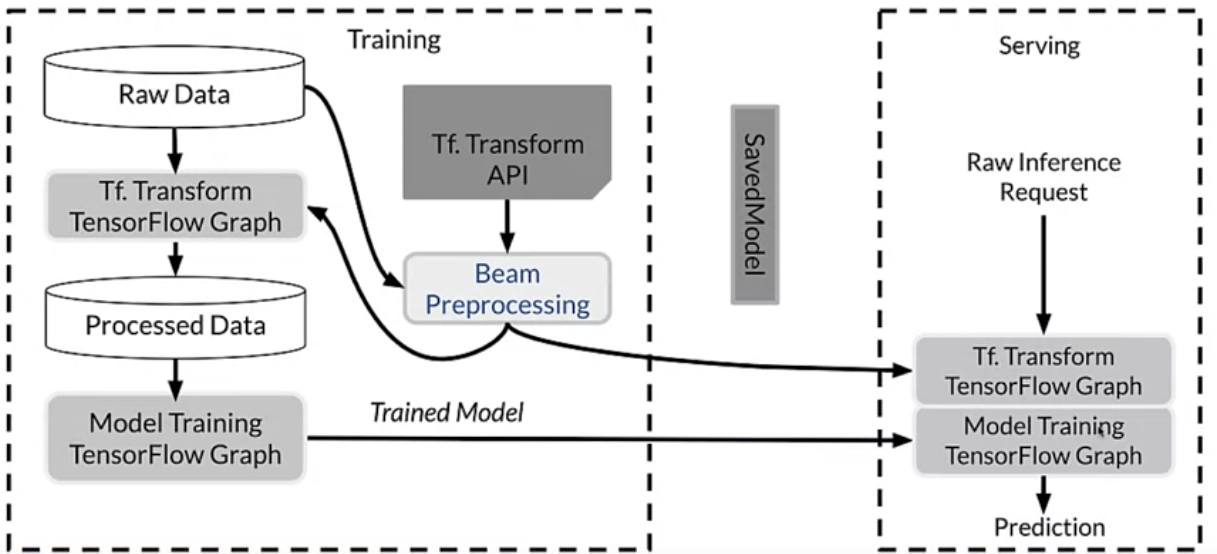 Training
Raw Data
Tf. Transform
TensorFlow Graph
Processed Data
Model Training
TensorFlow Graph
Tf. Transform
API
Beam
Preprocessing
Trained Model
SavedModel
Serving
Raw Inference
Request
Tf. Transform
TensorFlow Graph
Model Training
TensorFlow Graph
Prediction